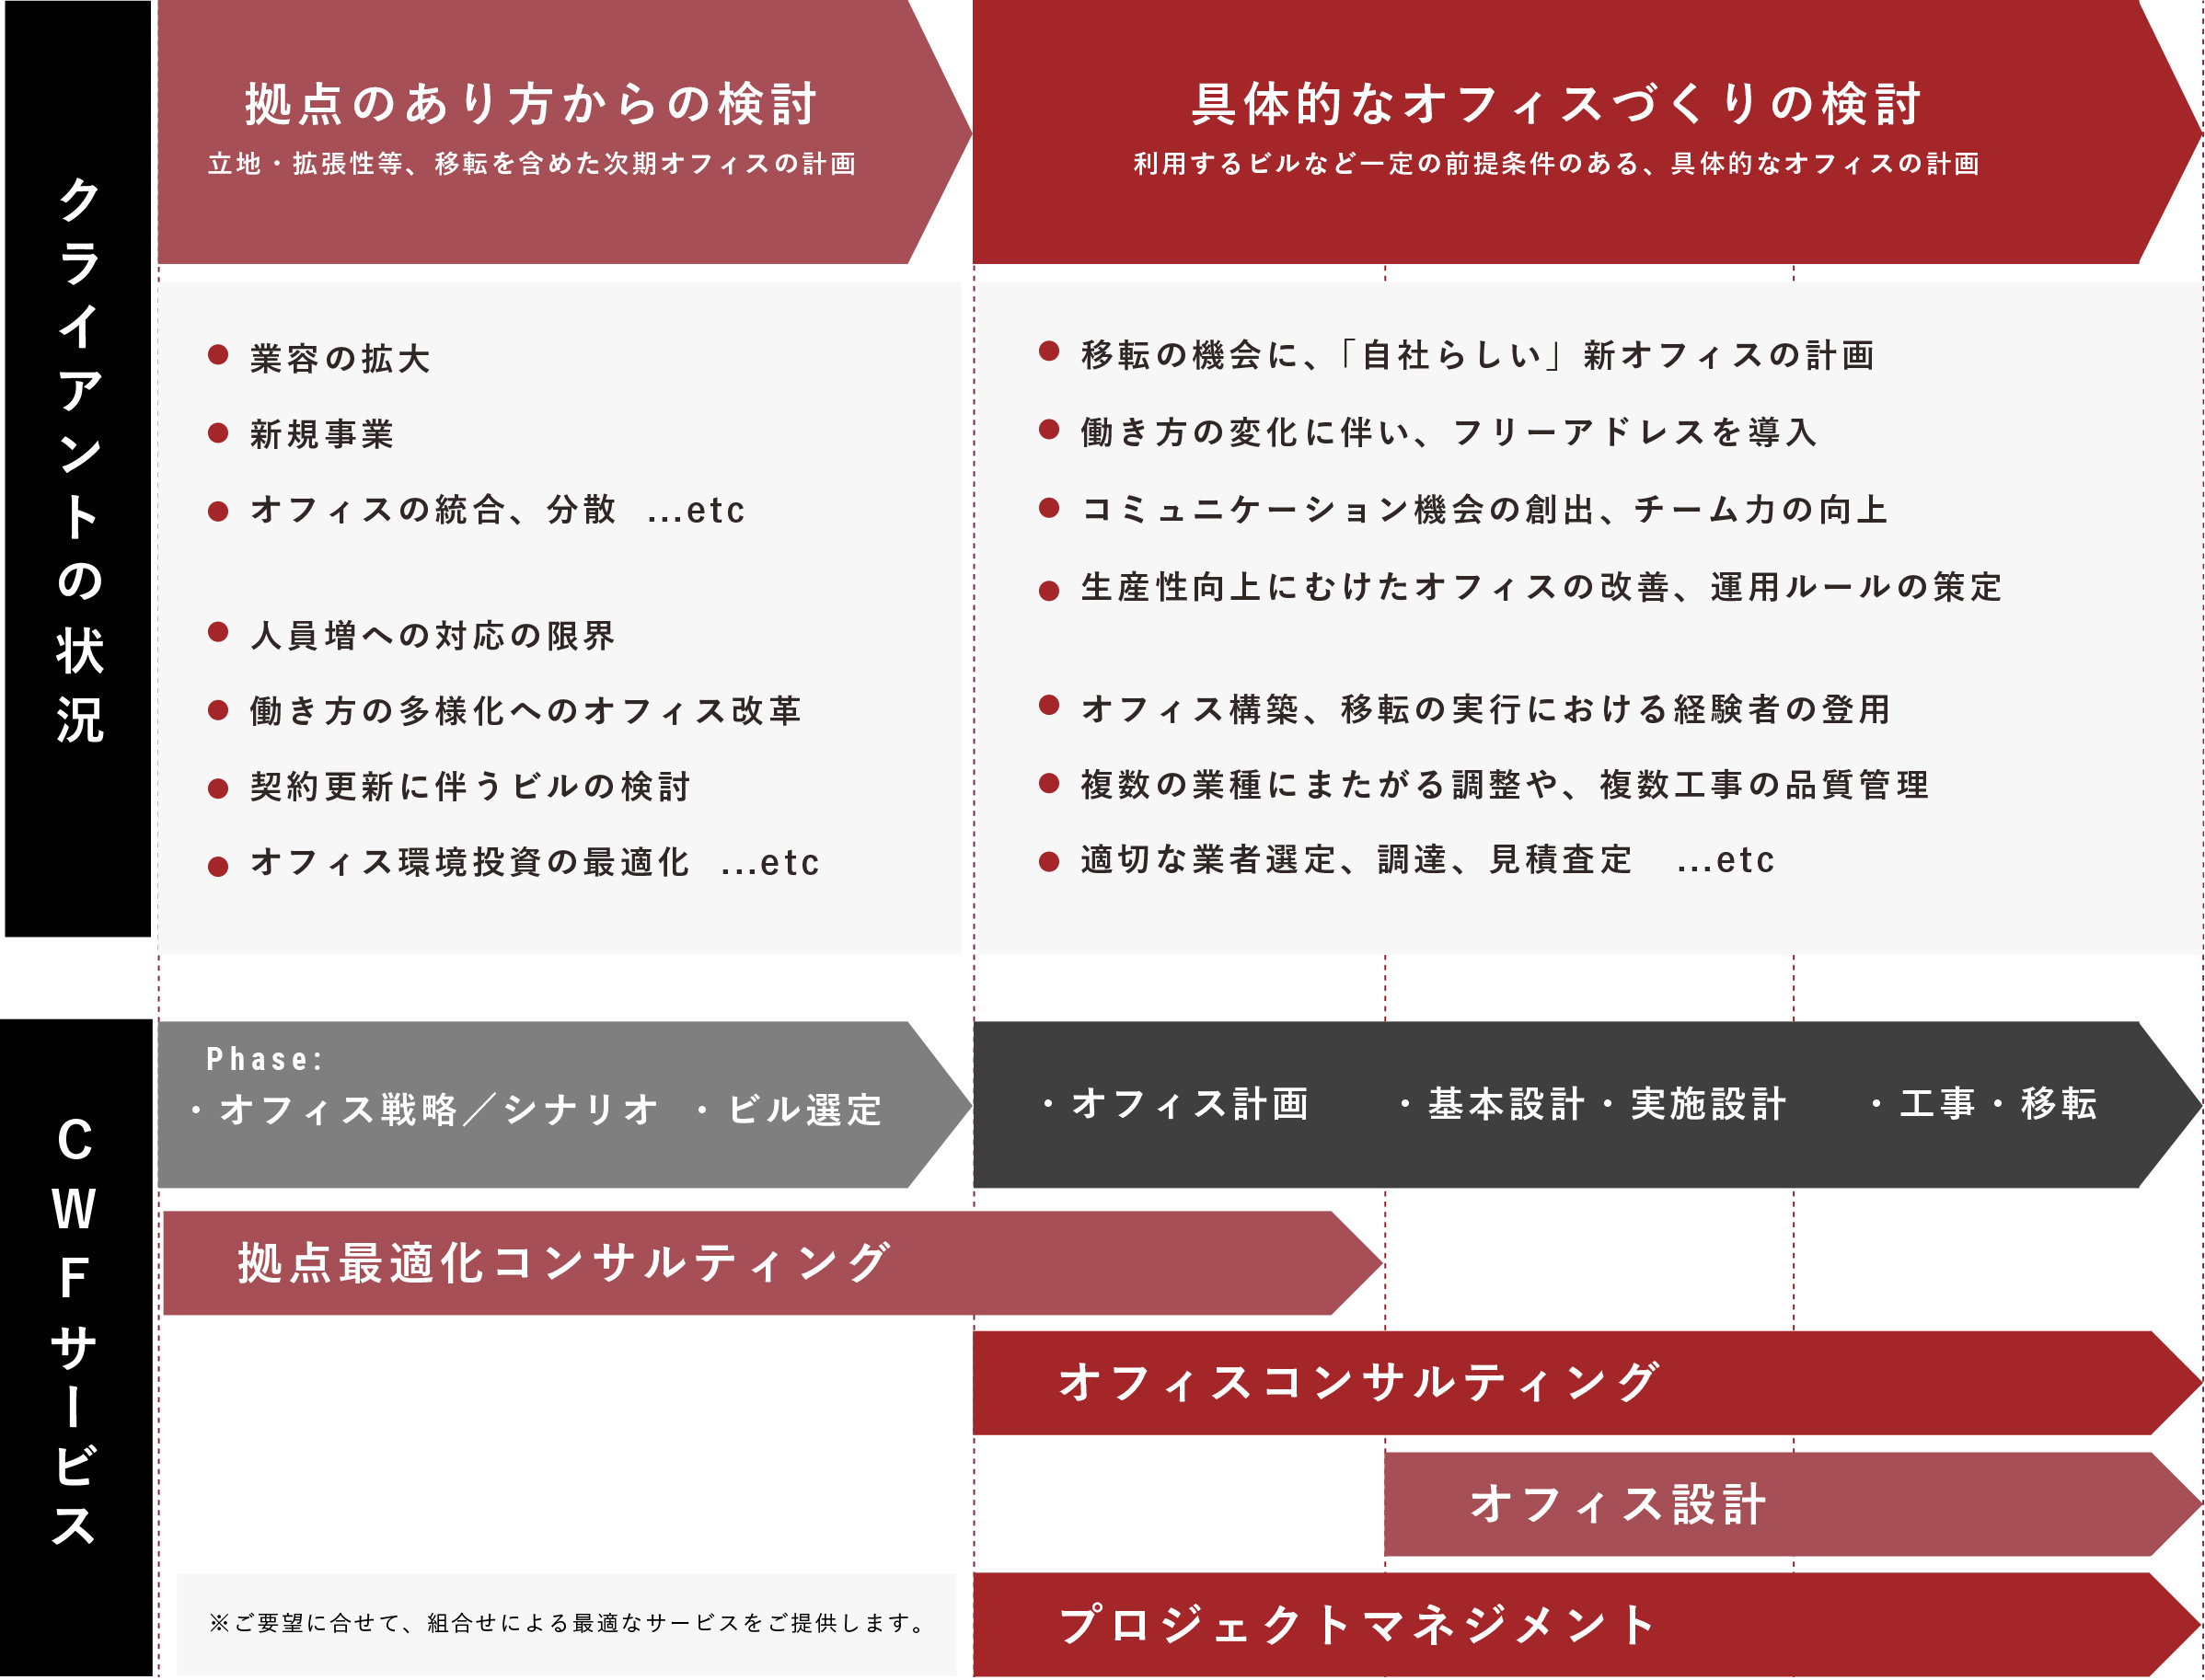 クライアントの状況
拠点のあり方からの検討
立地・拡張性等、移転を含めた次期オフィスの計画
具体的なオフィスづくりの検討
利用するビルなど一定の前提条件のある、具体的なオフィスの計画
● 業容の拡大
● 新規事業
● オフィスの統合、分散 ...etc
● 人員増への対応の限界
● 働き方の多様化へのオフィス改革
● 契約更新に伴うビルの検討
● オフィス環境投資の最適化 ...etc
● 移転の機会に、「自社らしい」新オフィスの計画
● 働き方の変化に伴い、フリーアドレスを導入
● コミュニケーション機会の創出、チーム力の向上
● 生産性向上にむけたオフィスの改善、運用ルールの策定
● オフィス構築、移転の実行における経験者の登用
● 複数の業種にまたがる調整や、複数工事の品質管理
● 適切な業者選定、調達、見積査定 ...etc
CWFサービス
Phase:
・オフィス戦略／シナリオ ・ビル選定
・オフィス計画 ・基本設計・実施設計 ・工事・移転
拠点最適化コンサルティング
オフィスコンサルティング
オフィス設計
プロジェクトマネジメント
※ご要望に合せて、組合せによる最適なサービスをご提供します。